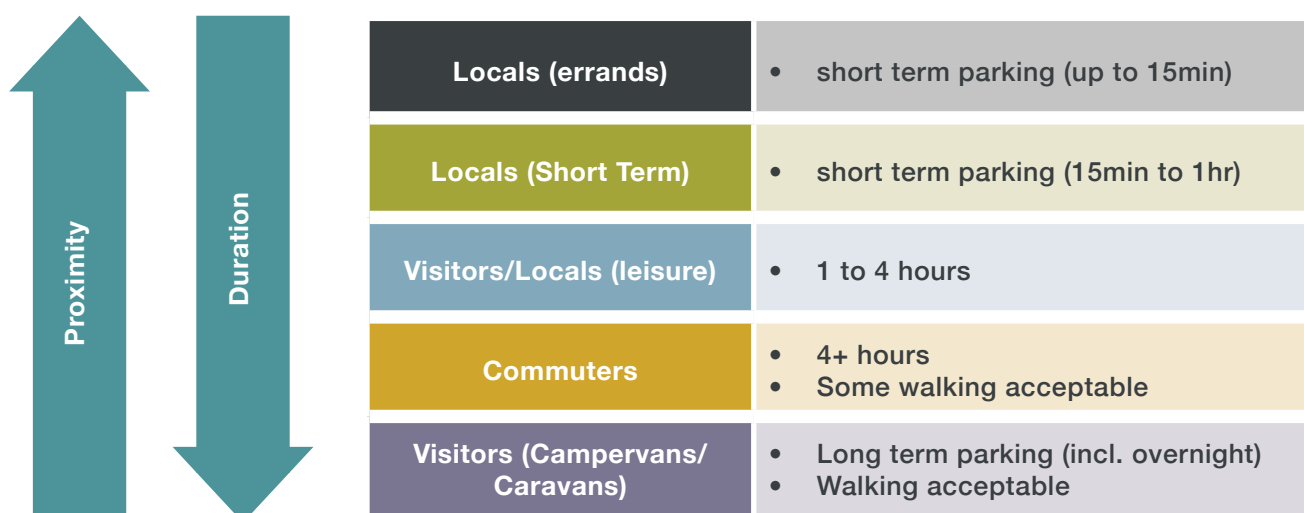 Proximity
Duration
Locals (errands)
• short term parking (up to 15min)
Locals (Short Term)
• short term parking (15min to 1hr)
Visitors/Locals (leisure)
• 1 to 4 hours
Commuters
• 4+ hours
• Some walking acceptable
Visitors (Campervans/
Caravans)
• Long term parking (incl. overnight)
• Walking acceptable